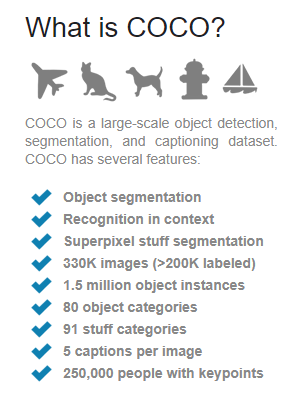 What is COCO?
COCO is a large-scale object detection,
segmentation, and captioning dataset.
COCO has several features:
Object segmentation
Recognition in context
Superpixel stuff segmentation
330K images (>200K labeled)
1.5 million object instances
80 object categories
91 stuff categories
5 captions per image
250,000 people with keypoints